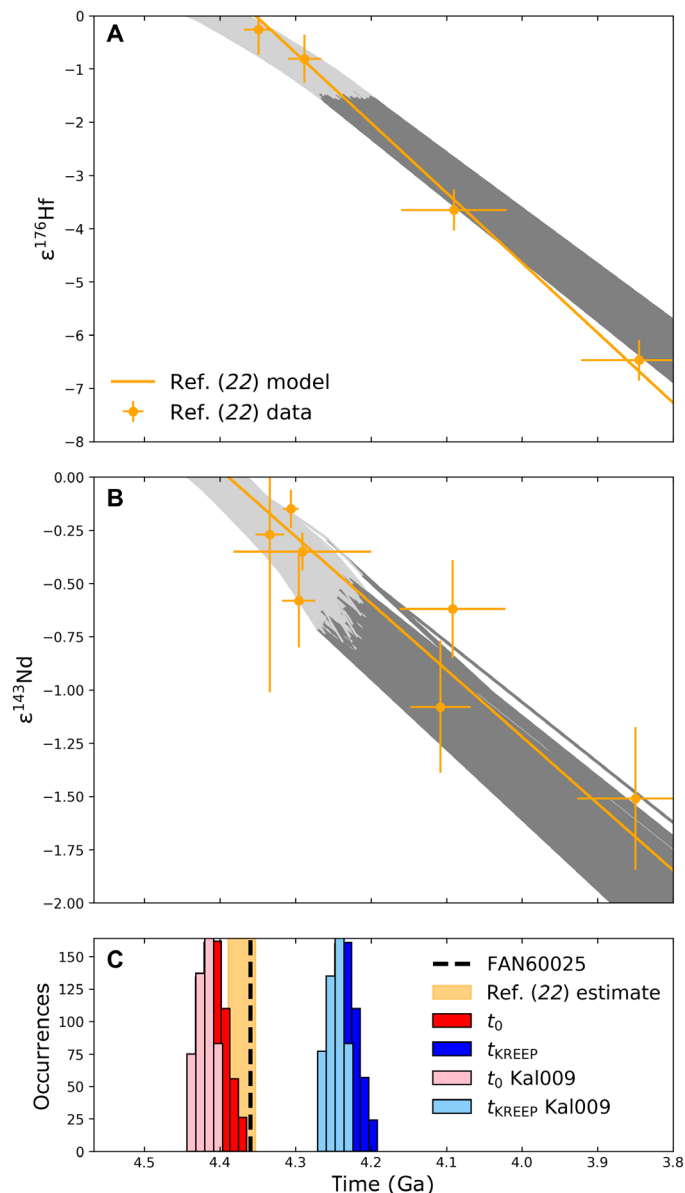 A
0
−1
−2
−3
−4
−5
−6
−7
−8
ε176Hf
Ref. (22) model
Ref. (22) data
B
0.00
−0.25
−0.50
−0.75
−1.00
−1.25
−1.50
−1.75
−2.00
ε143Nd
C
150
125
100
75
50
25
0
Occurrences
FAN60025
Ref. (22) estimate
t0
tKREEP
t0 Kal009
tKREEP Kal009
4.5 4.4 4.3 4.2 4.1 4.0 3.9 3.8
Time (Ga)